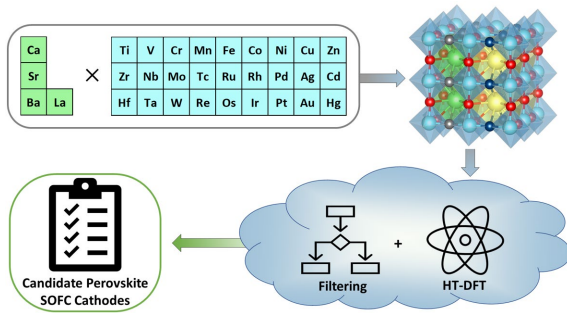 Ca
Ti V Cr Mn Fe Co Ni Cu Zn
Sr × Zr Nb Mo Tc Ru Rh Pd Ag Cd
Ba La Hf Ta W Re Os Ir Pt Au Hg
Candidate Perovskite
SOFC Cathodes
Filtering + HT-DFT